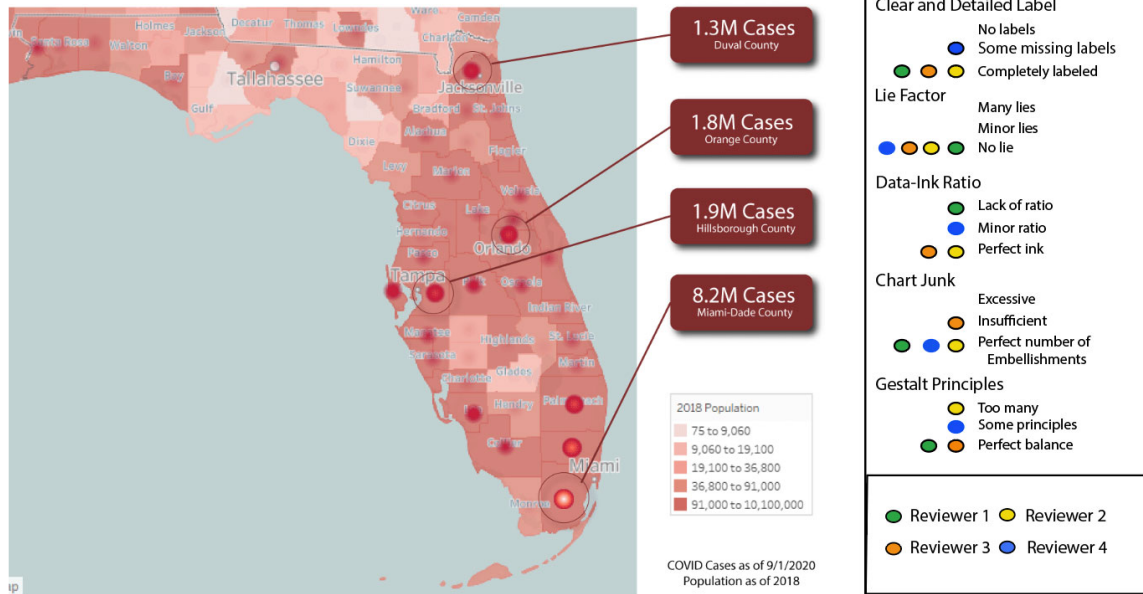 Ware
Camden
Holmes
Jackson
Decatur
Thomas
Lowndes
Charlton
Santa Rosa
Walton
Hamilton
Bay
Tallahassee
Suwannee
Jacksonville
Gulf
Bradford
St. Johns
Dixie
Alachua
Flagler
Levy
Marion
Volusia
Citrus
Lake
Hernando
Orlando
Pasco
Tampa
Polk
Osceola
Indian River
Manatee
Highlands
St. Lucie
Sarasota
Martin
Glades
Charlotte
Hendry
Palm Beach
Lee
Collier
Miami
Monroe
1.3M Cases
Duval County
1.8M Cases
Orange County
1.9M Cases
Hillsborough County
8.2M Cases
Miami-Dade County
2018 Population
75 to 9,060
9,060 to 19,100
19,100 to 36,800
36,800 to 91,000
91,000 to 10,100,000
COVID Cases as of 9/1/2020
Population as of 2018
Clear and Detailed Label
No labels
Some missing labels
Completely labeled
Lie Factor
Many lies
Minor lies
No lie
Data-Ink Ratio
Lack of ratio
Minor ratio
Perfect ink
Chart Junk
Excessive
Insufficient
Perfect number of
Embellishments
Gestalt Principles
Too many
Some principles
Perfect balance
Reviewer 1
Reviewer 2
Reviewer 3
Reviewer 4